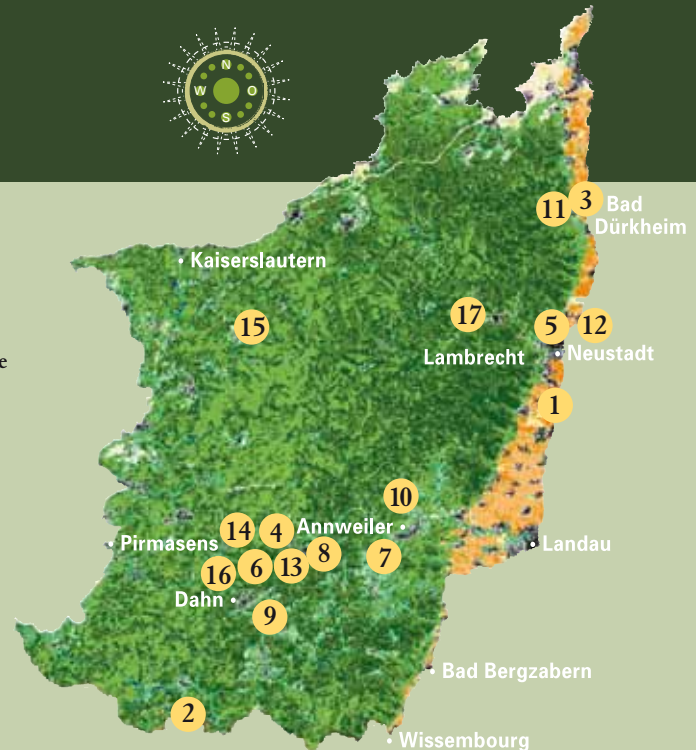 N
W O
S
11 3 Bad
Dürkheim
Kaiserslautern
15
17
5 12
Lambrecht
Neustadt
e
1
10
14 4 Annweiler
Pirmasens
8
7
Landau
16 6 13
Dahn
9
Bad Bergzabern
2
Wissembourg